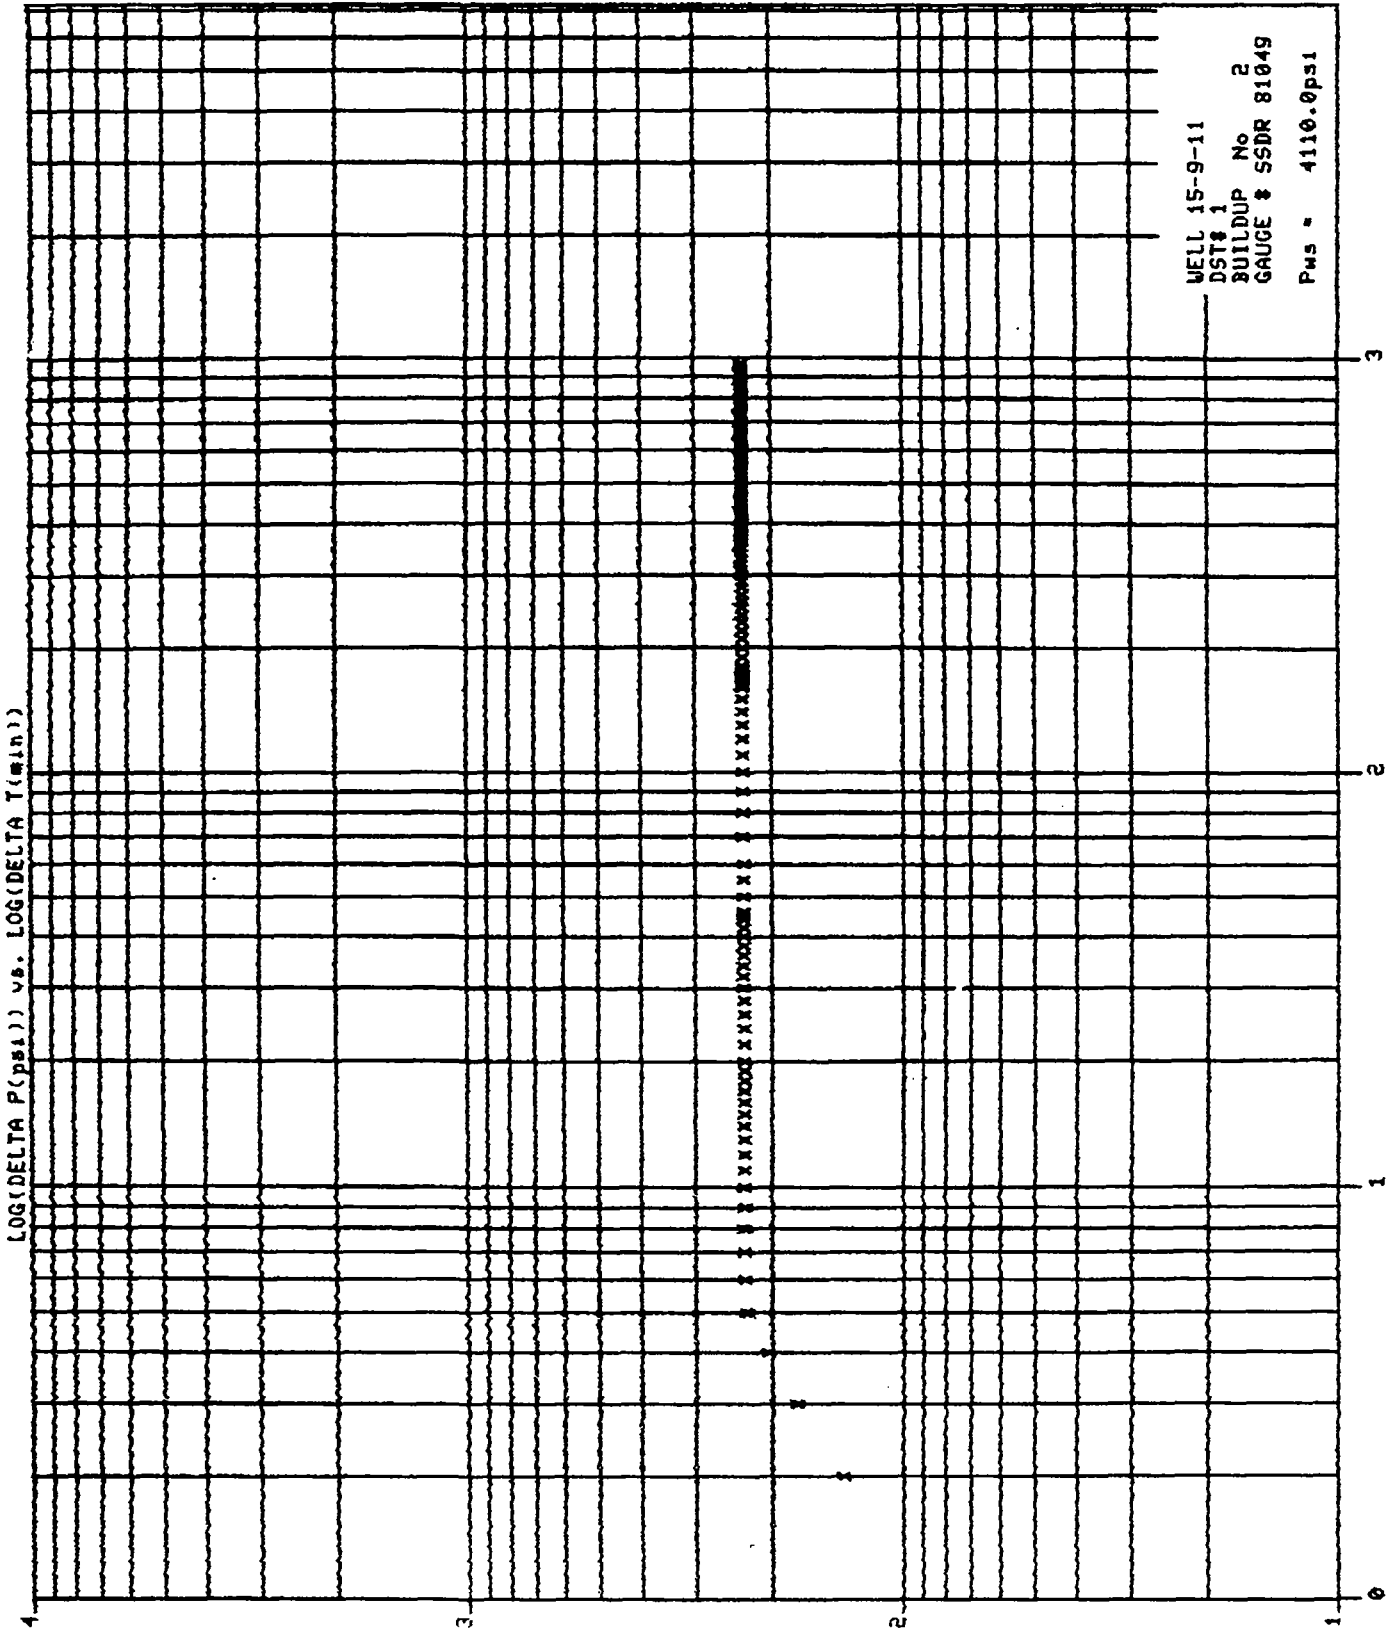 LOG(DELTA P(psi)) vs. LOG(DELTA T(min))
4
3
2
1
0
1
2
3
WELL 15-9-11
DST# 1
BUILDUP No 2
GAUGE # SSDR 81049
Pws = 4110.0psi